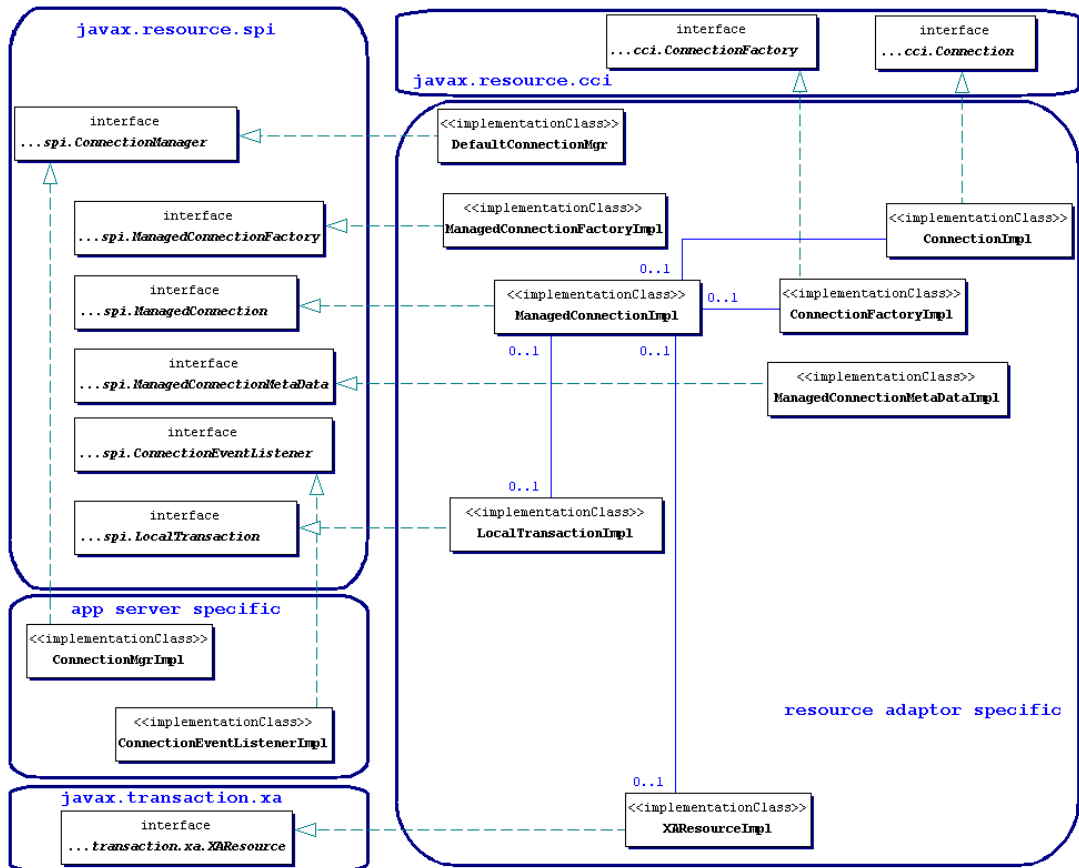 javax.resource.spi
interface
...spi.ConnectionManager
interface
...spi.ManagedConnectionFactory
interface
...spi.ManagedConnection
interface
...spi.ManagedConnectionMetaData
interface
...spi.ConnectionEventListener
interface
...spi.LocalTransaction
app server specific
<<implementationClass>>
ConnectionMgrImpl
<<implementationClass>>
ConnectionEventListenerImpl
javax.transaction.xa
interface
...transaction.xa.XAResource
interface
...cci.ConnectionFactory
interface
...cci.Connection
javax.resource.cci
<<implementationClass>>
DefaultConnectionMgr
<<implementationClass>>
ManagedConnectionFactoryImpl
<<implementationClass>>
ConnectionImpl
0..1
<<implementationClass>>
ManagedConnectionImpl
0..1
<<implementationClass>>
ConnectionFactoryImpl
0..1
0..1
<<implementationClass>>
ManagedConnectionMetaDataImpl
0..1
<<implementationClass>>
LocalTransactionImpl
resource adaptor specific
0..1
<<implementationClass>>
XAResourceImpl